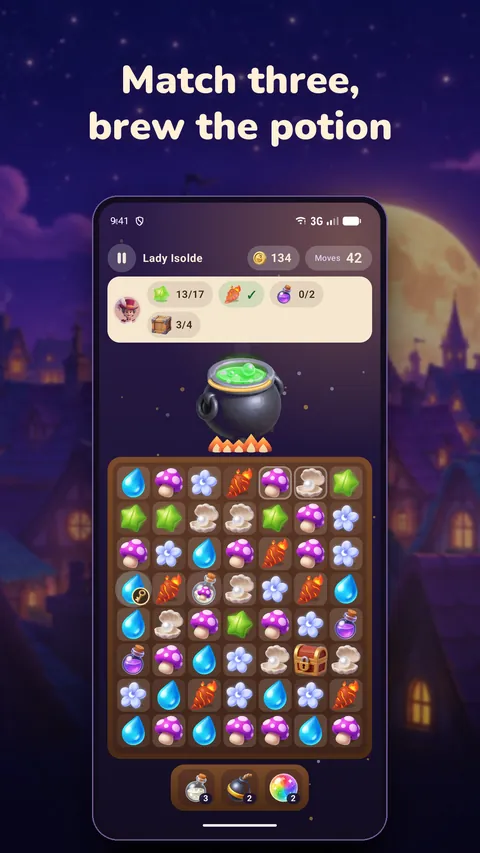 Match three,
brew the potion
9:41 3G
Lady Isolde 134 Moves 42
13/17 ✓ 0/2
3/4
3 2 2